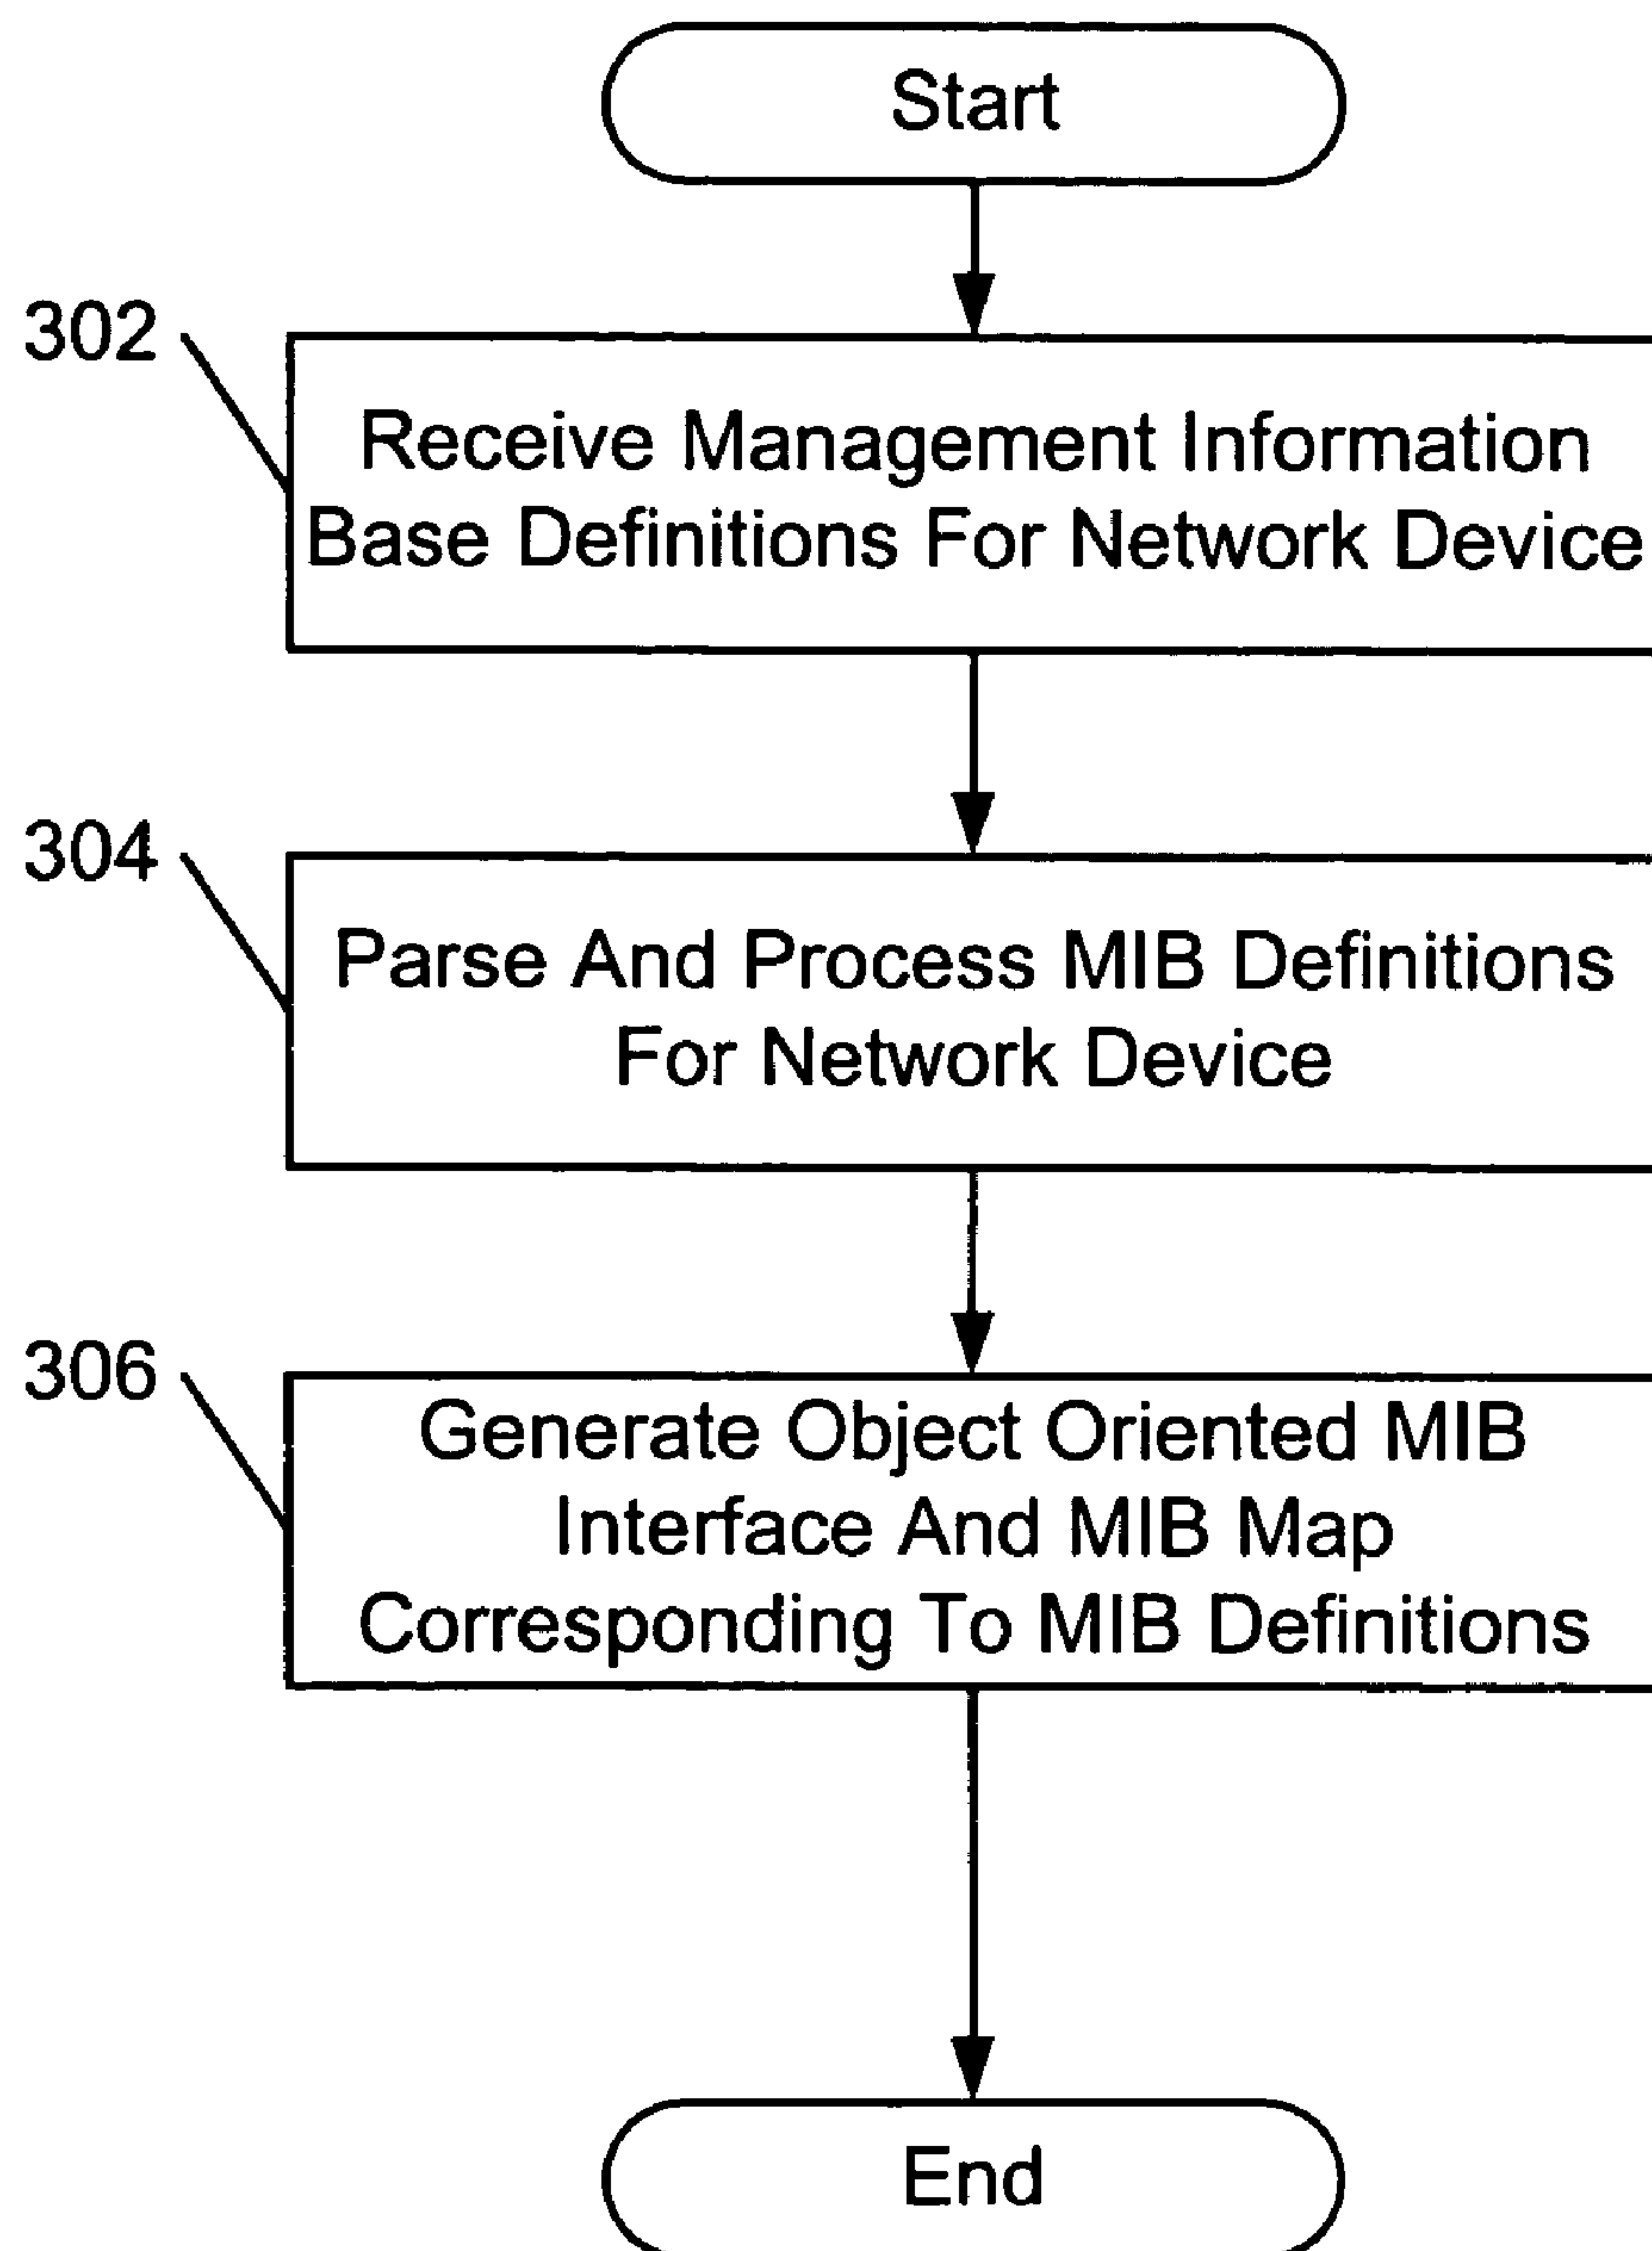 Start
302
Receive Management Information
Base Definitions For Network Device
304
Parse And Process MIB Definitions
For Network Device
306
Generate Object Oriented MIB
Interface And MIB Map
Corresponding To MIB Definitions
End